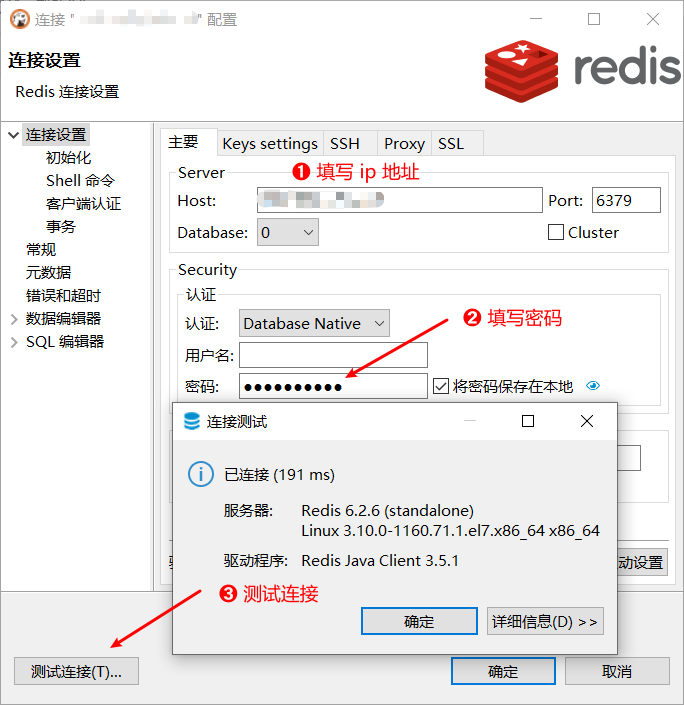 连接 " " 配置
连接设置
Redis 连接设置
redis
连接设置
初始化
Shell 命令
客户端认证
事务
常规
元数据
错误和超时
数据编辑器
SQL 编辑器
主要 Keys settings SSH Proxy SSL
Server
❶ 填写 ip 地址
Host: Port: 6379
Database: 0 Cluster
Security
认证
认证: Database Native
❷ 填写密码
用户名:
密码: ●●●●●●●●●● 将密码保存在本地
连接测试
已连接 (191 ms)
服务器: Redis 6.2.6 (standalone)
Linux 3.10.0-1160.71.1.el7.x86_64 x86_64
驱动程序: Redis Java Client 3.5.1
动设置
❸ 测试连接
确定 详细信息(D) >>
测试连接(T)... 确定 取消